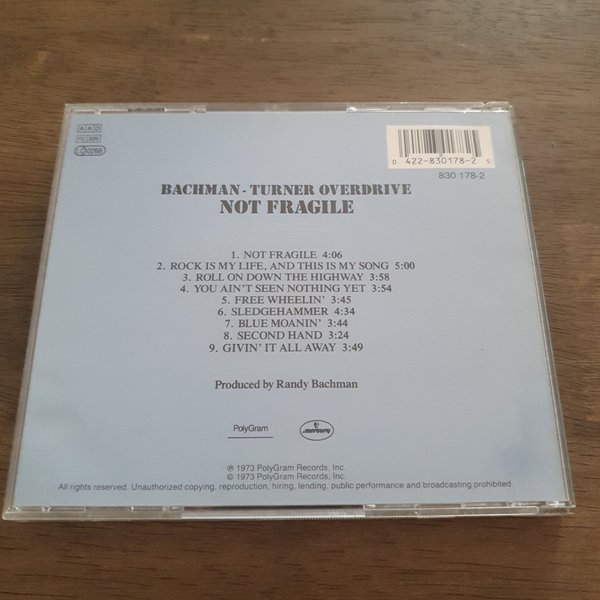 AAD
0 422-830178-2 5
830 178-2
BACHMAN - TURNER OVERDRIVE
NOT FRAGILE
1. NOT FRAGILE 4:06
2. ROCK IS MY LIFE, AND THIS IS MY SONG 5:00
3. ROLL ON DOWN THE HIGHWAY 3:58
4. YOU AIN'T SEEN NOTHING YET 3:54
5. FREE WHEELIN' 3:45
6. SLEDGEHAMMER 4:34
7. BLUE MOANIN' 3:44
8. SECOND HAND 3:24
9. GIVIN' IT ALL AWAY 3:49
Produced by Randy Bachman
PolyGram
mercury
℗ 1973 PolyGram Records, Inc.
© 1973 PolyGram Records, Inc.
All rights reserved. Unauthorized copying, reproduction, hiring, lending, public performance and broadcasting prohibited.